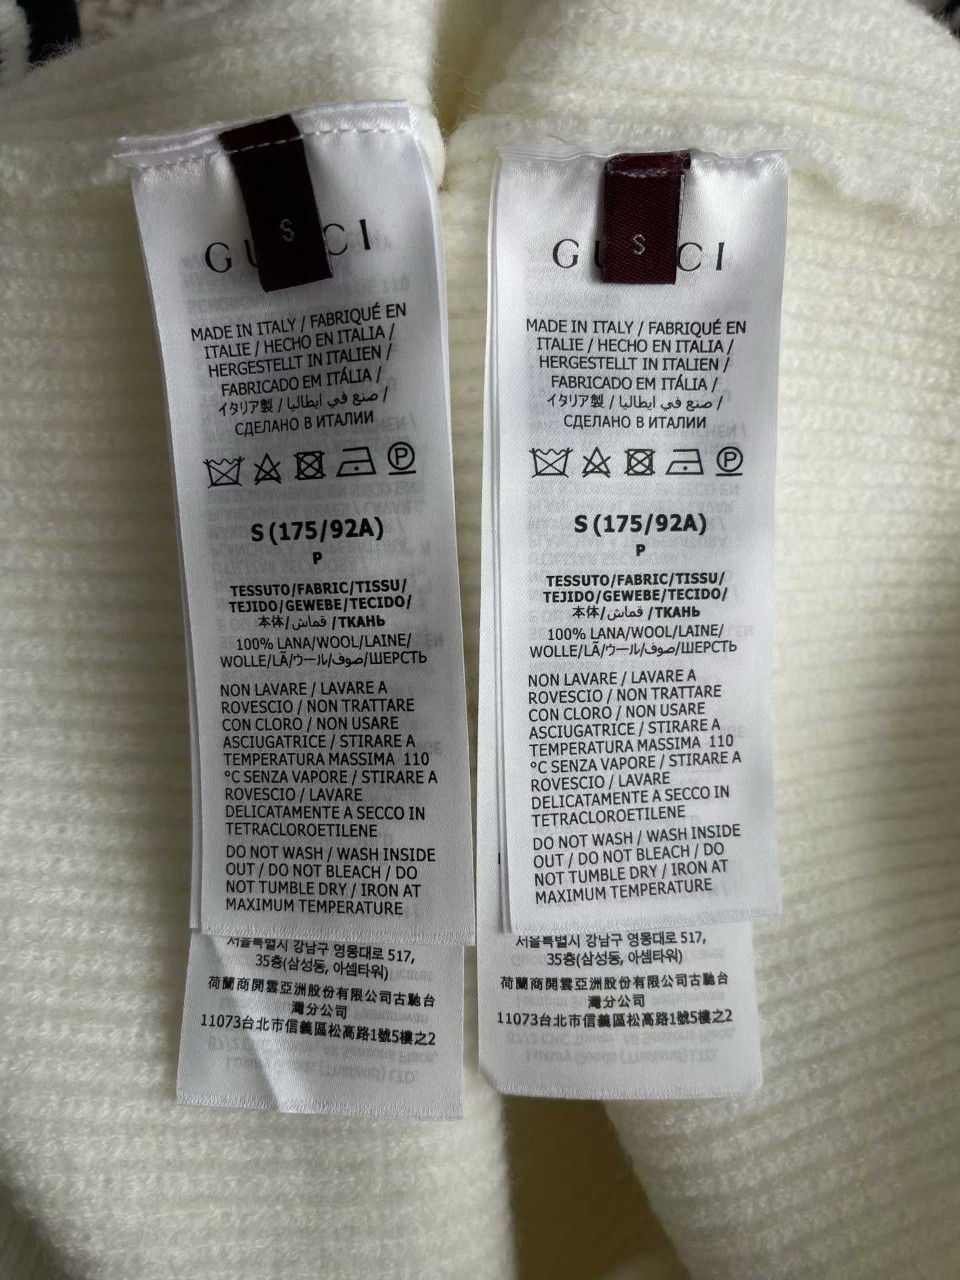 S
GU CI
MADE IN ITALY / FABRIQUÉ EN
ITALIE / HECHO EN ITALIA /
HERGESTELLT IN ITALIEN /
FABRICADO EM ITÁLIA /
イタリア製 / صنع في ايطاليا /
СДЕЛАНО В ИТАЛИИ
P
S (175/92A)
P
TESSUTO/FABRIC/TISSU/
TEJIDO/GEWEBE/TECIDO/
本体/قماش/ТКАНЬ
100% LANA/WOOL/LAINE/
WOLLE/LÃ/ウール/صوف/ШЕРСТЬ
NON LAVARE / LAVARE A
ROVESCIO / NON TRATTARE
CON CLORO / NON USARE
ASCIUGATRICE / STIRARE A
TEMPERATURA MASSIMA 110
°C SENZA VAPORE / STIRARE A
ROVESCIO / LAVARE
DELICATAMENTE A SECCO IN
TETRACLOROETILENE
DO NOT WASH / WASH INSIDE
OUT / DO NOT BLEACH / DO
NOT TUMBLE DRY / IRON AT
MAXIMUM TEMPERATURE
서울특별시 강남구 영동대로 517,
35층(삼성동, 아셈타워)
荷蘭商開雲亞洲股份有限公司古馳台
灣分公司
11073台北市信義區松高路1號5樓之2
S
GU CI
MADE IN ITALY / FABRIQUÉ EN
ITALIE / HECHO EN ITALIA /
HERGESTELLT IN ITALIEN /
FABRICADO EM ITÁLIA /
イタリア製 / صنع في ايطاليا /
СДЕЛАНО В ИТАЛИИ
P
S (175/92A)
P
TESSUTO/FABRIC/TISSU/
TEJIDO/GEWEBE/TECIDO/
本体/قماش/ТКАНЬ
100% LANA/WOOL/LAINE/
WOLLE/LÃ/ウール/صوف/ШЕРСТЬ
NON LAVARE / LAVARE A
ROVESCIO / NON TRATTARE
CON CLORO / NON USARE
ASCIUGATRICE / STIRARE A
TEMPERATURA MASSIMA 110
°C SENZA VAPORE / STIRARE A
ROVESCIO / LAVARE
DELICATAMENTE A SECCO IN
TETRACLOROETILENE
DO NOT WASH / WASH INSIDE
OUT / DO NOT BLEACH / DO
NOT TUMBLE DRY / IRON AT
MAXIMUM TEMPERATURE
서울특별시 강남구 영동대로 517,
35층(삼성동, 아셈타워)
荷蘭商開雲亞洲股份有限公司古馳台
灣分公司
11073台北市信義區松高路1號5樓之2